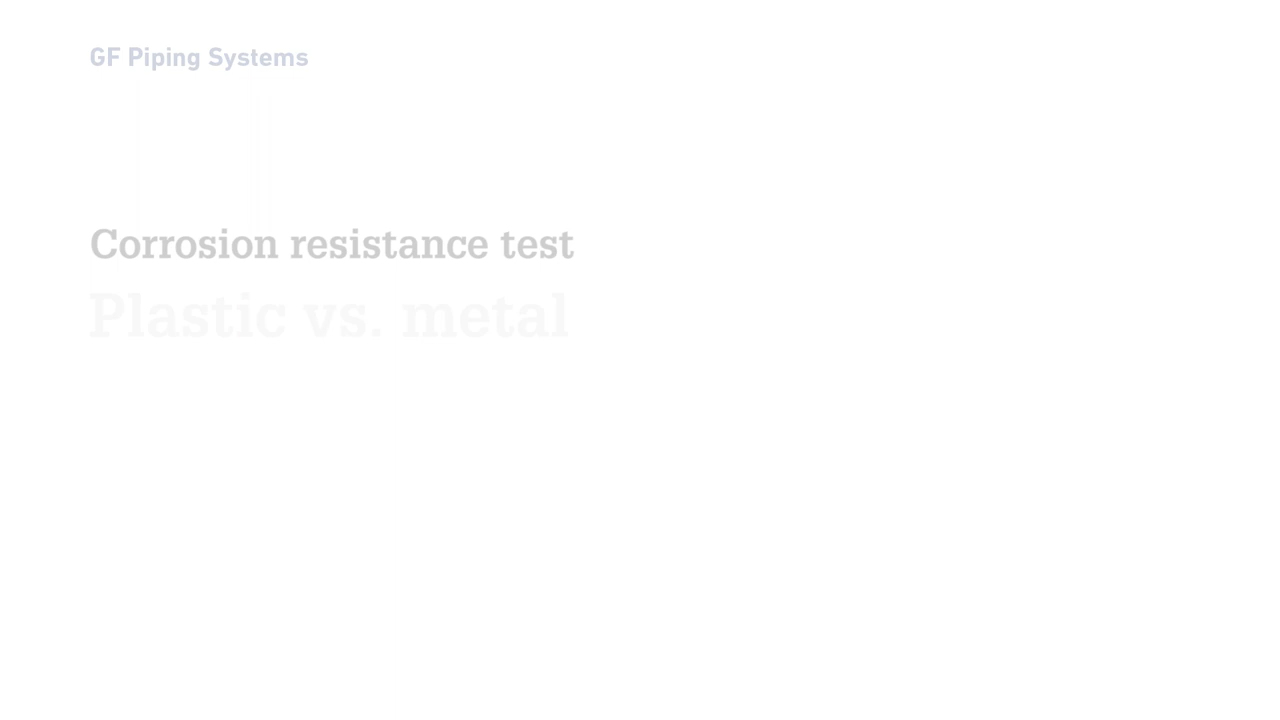 GF Piping Systems
Corrosion resistance test
Plastic vs. metal